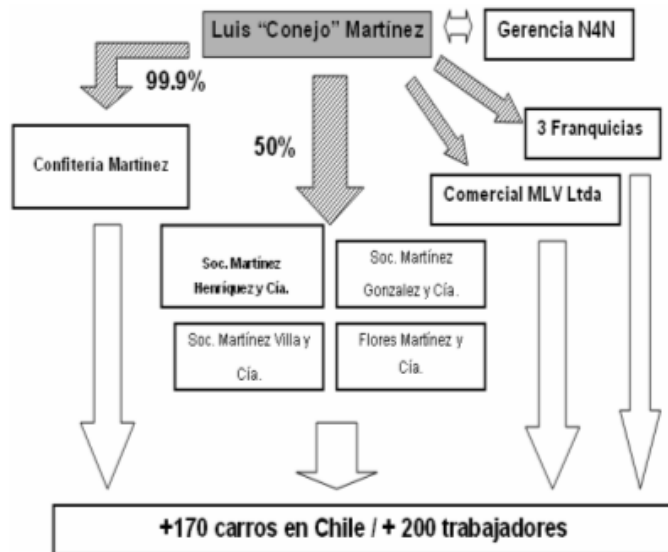 Luis “Conejo” Martínez
Gerencia N4N
99.9%
50%
3 Franquicias
Confitería Martínez
Comercial MLV Ltda
Soc. Martínez
Henríquez y Cía.
Soc. Martínez
Gonzalez y Cía.
Soc. Martínez Villa y
Cía.
Flores Martínez y
Cía.
+170 carros en Chile / + 200 trabajadores